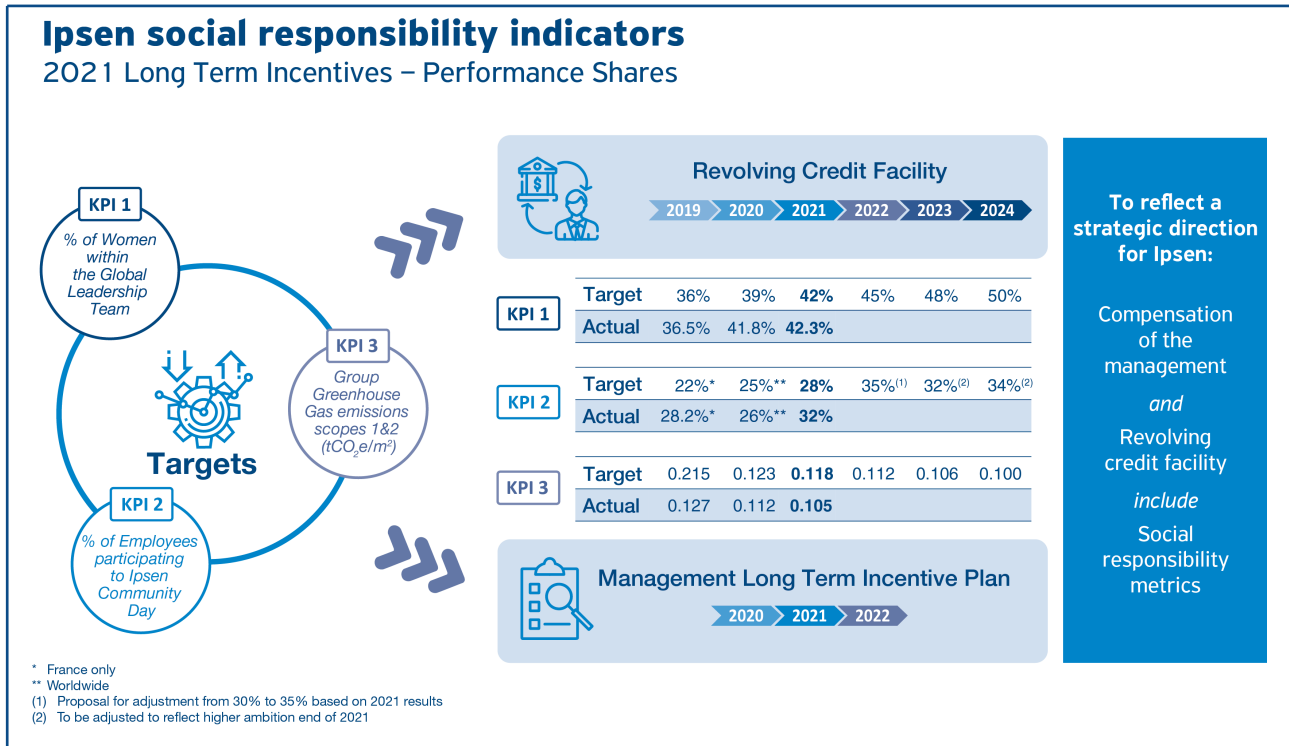 Ipsen social responsibility indicators
2021 Long Term Incentives – Performance Shares
KPI 1
% of Women
within
the Global
Leadership
Team
KPI 3
Group
Greenhouse
Gas emissions
scopes 1&2
(tCO₂e/m²)
Targets
KPI 2
% of Employees
participating
to Ipsen
Community
Day
Revolving Credit Facility
$
2019 2020 2021 2022 2023 2024
KPI 1
Target 36% 39% 42% 45% 48% 50%
Actual 36.5% 41.8% 42.3%
KPI 2
Target 22%* 25%** 28% 35%(1) 32%(2) 34%(2)
Actual 28.2%* 26%** 32%
KPI 3
Target 0.215 0.123 0.118 0.112 0.106 0.100
Actual 0.127 0.112 0.105
Management Long Term Incentive Plan
2020 2021 2022
To reflect a
strategic direction
for Ipsen:
Compensation
of the
management
and
Revolving
credit facility
include
Social
responsibility
metrics
* France only
** Worldwide
(1) Proposal for adjustment from 30% to 35% based on 2021 results
(2) To be adjusted to reflect higher ambition end of 2021